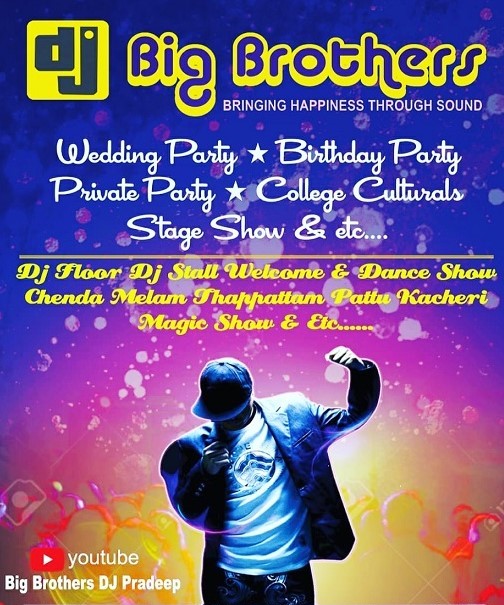 dj Big Brothers
BRINGING HAPPINESS THROUGH SOUND
Wedding Party ★ Birthday Party
Private Party ★ College Culturals
Stage Show & etc....
Dj Floor Dj Stall Welcome & Dance Show
Chenda Melam Thappattam Pattu Kacheri
Magic Show & Etc......
youtube
Big Brothers DJ Pradeep